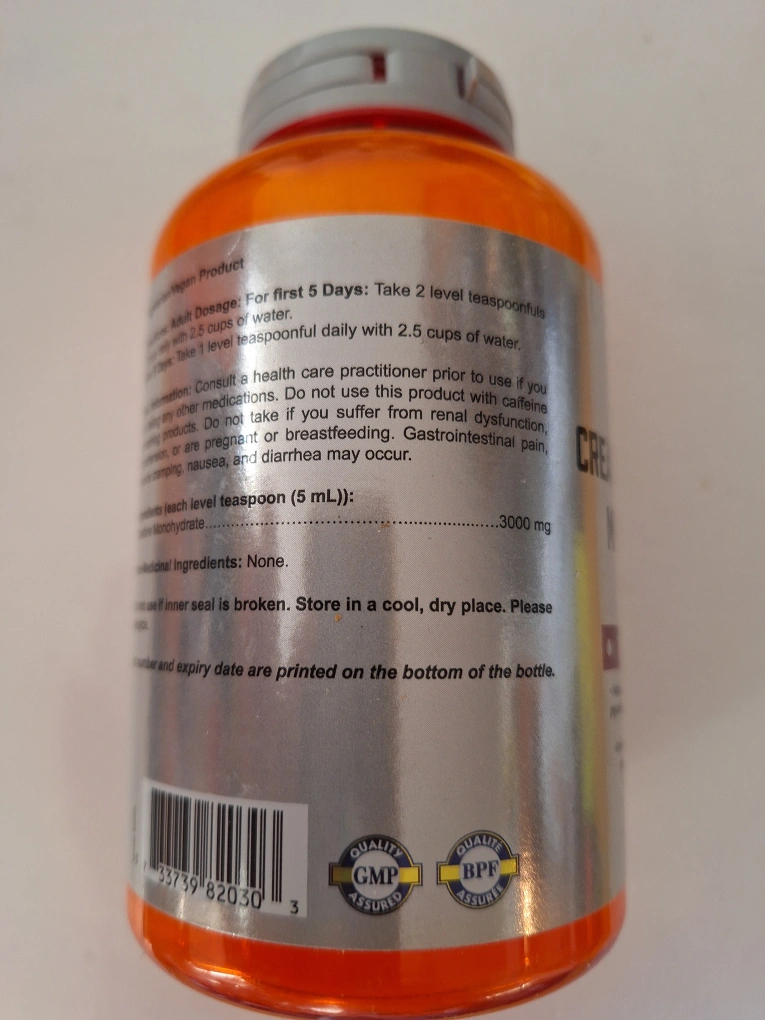 Vegan Product
Adult Dosage: For first 5 Days: Take 2 level teaspoonfuls
with 2.5 cups of water.
Take 1 level teaspoonful daily with 2.5 cups of water.
Information: Consult a health care practitioner prior to use if you
any other medications. Do not use this product with caffeine
products. Do not take if you suffer from renal dysfunction,
or are pregnant or breastfeeding. Gastrointestinal pain,
cramping, nausea, and diarrhea may occur.
(each level teaspoon (5 mL)):
Monohydrate..........................................................3000 mg
Ingredients: None.
use if inner seal is broken. Store in a cool, dry place. Please
number and expiry date are printed on the bottom of the bottle.
CRE
33739 82030 3
QUALITY
GMP
ASSURED
QUALITÉ
BPF
ASSURÉE